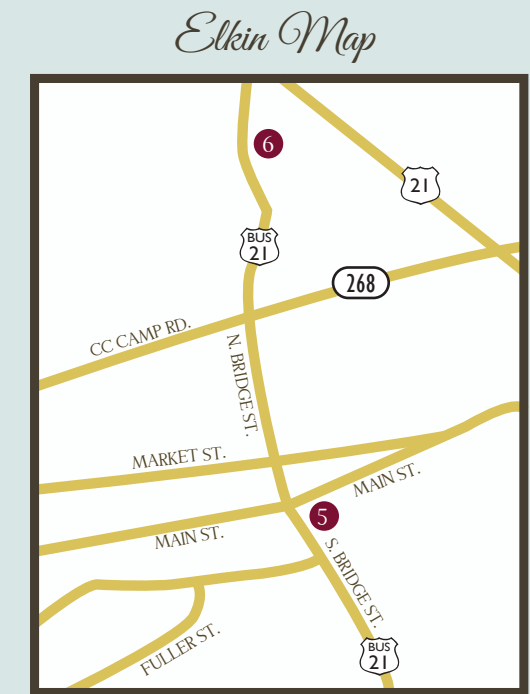 Elkin Map
6
21
BUS
21
268
CC CAMP RD.
N. BRIDGE ST.
MARKET ST.
MAIN ST.
5
MAIN ST.
S. BRIDGE ST.
FULLER ST.
BUS
21